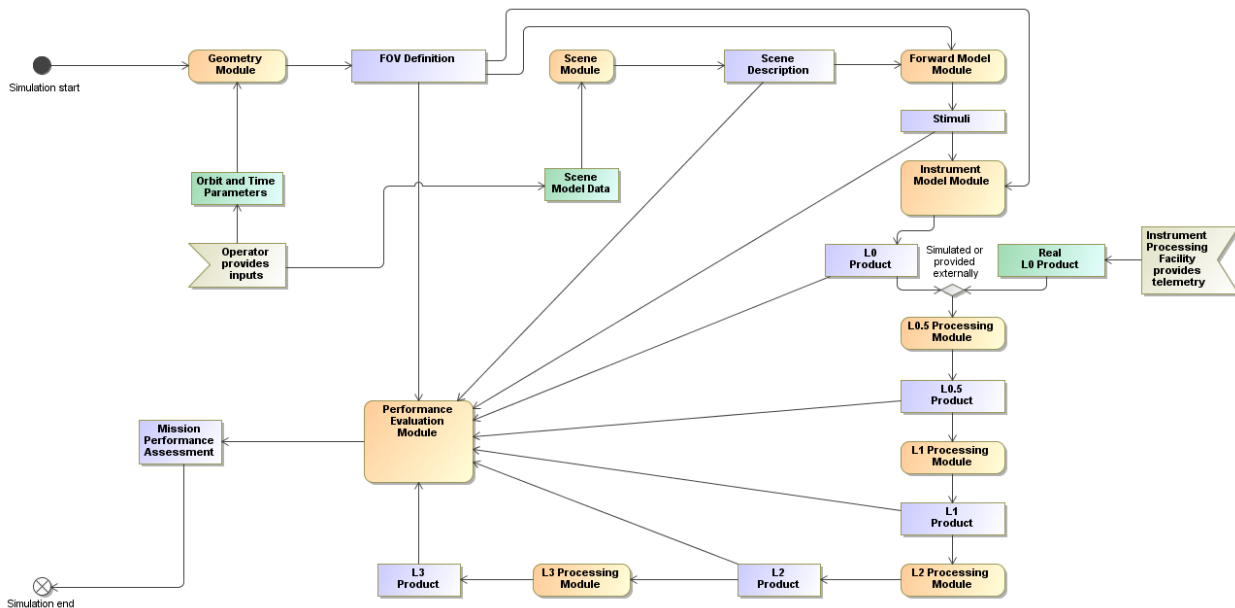 Simulation start
Geometry
Module
FOV Definition
Scene
Module
Scene
Description
Forward Model
Module
Stimuli
Instrument
Model Module
Orbit and Time
Parameters
Scene
Model Data
Operator
provides
inputs
L0
Product
Simulated or
provided
externally
Real
L0 Product
Instrument
Processing
Facility
provides
telemetry
L0.5 Processing
Module
L0.5
Product
Performance
Evaluation
Module
Mission
Performance
Assessment
L1 Processing
Module
L1
Product
L3
Product
L3 Processing
Module
L2
Product
L2 Processing
Module
Simulation end